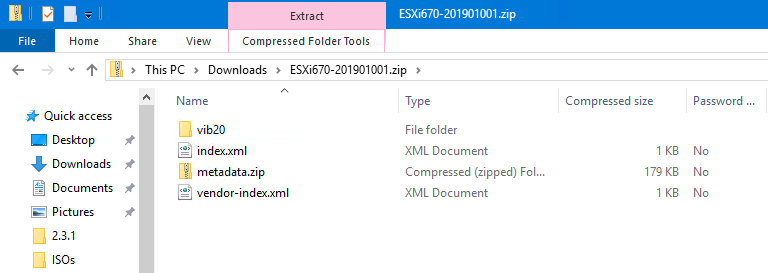 Extract ESXi670-201901001.zip
File Home Share View Compressed Folder Tools
This PC Downloads ESXi670-201901001.zip
Name Type Compressed size Password ...
Quick access
vib20 File folder
Desktop
index.xml XML Document 1 KB No
Downloads
metadata.zip Compressed (zipped) Fol... 179 KB No
Documents
vendor-index.xml XML Document 1 KB No
Pictures
2.3.1
ISOs